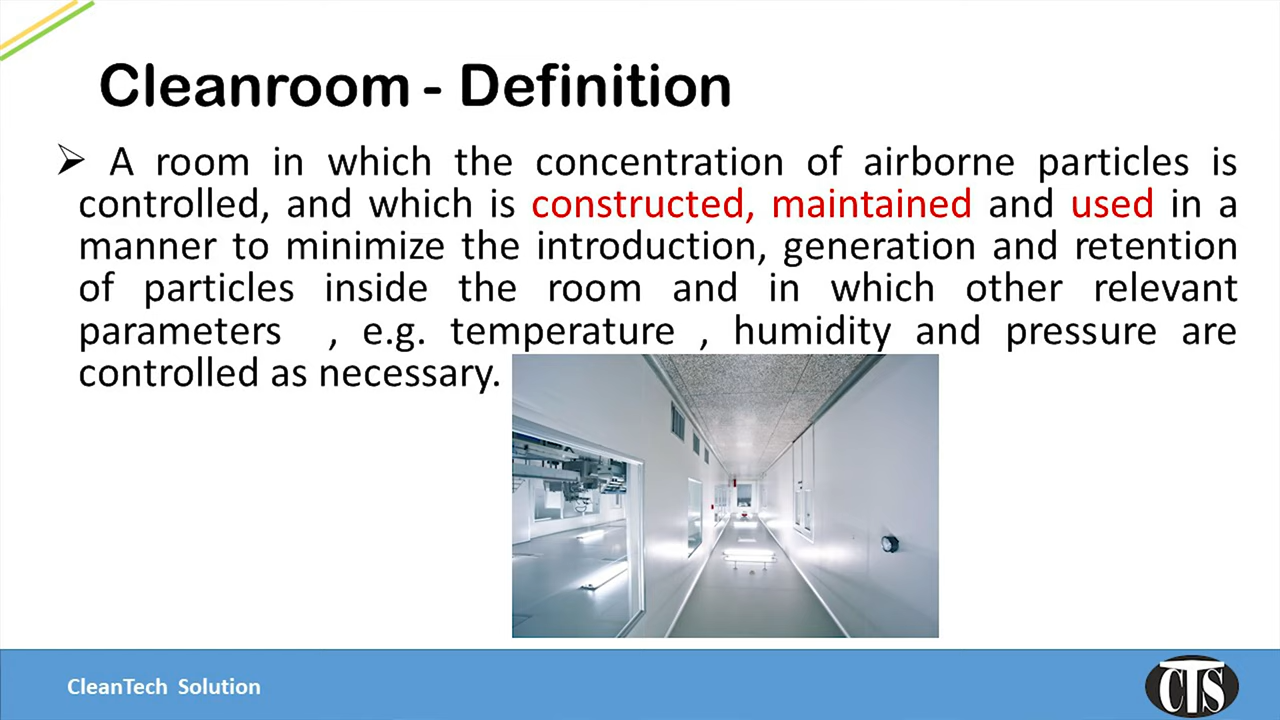 Cleanroom - Definition
➢ A room in which the concentration of airborne particles is
controlled, and which is constructed, maintained and used in a
manner to minimize the introduction, generation and retention
of particles inside the room and in which other relevant
parameters , e.g. temperature , humidity and pressure are
controlled as necessary.
CleanTech Solution
CTS